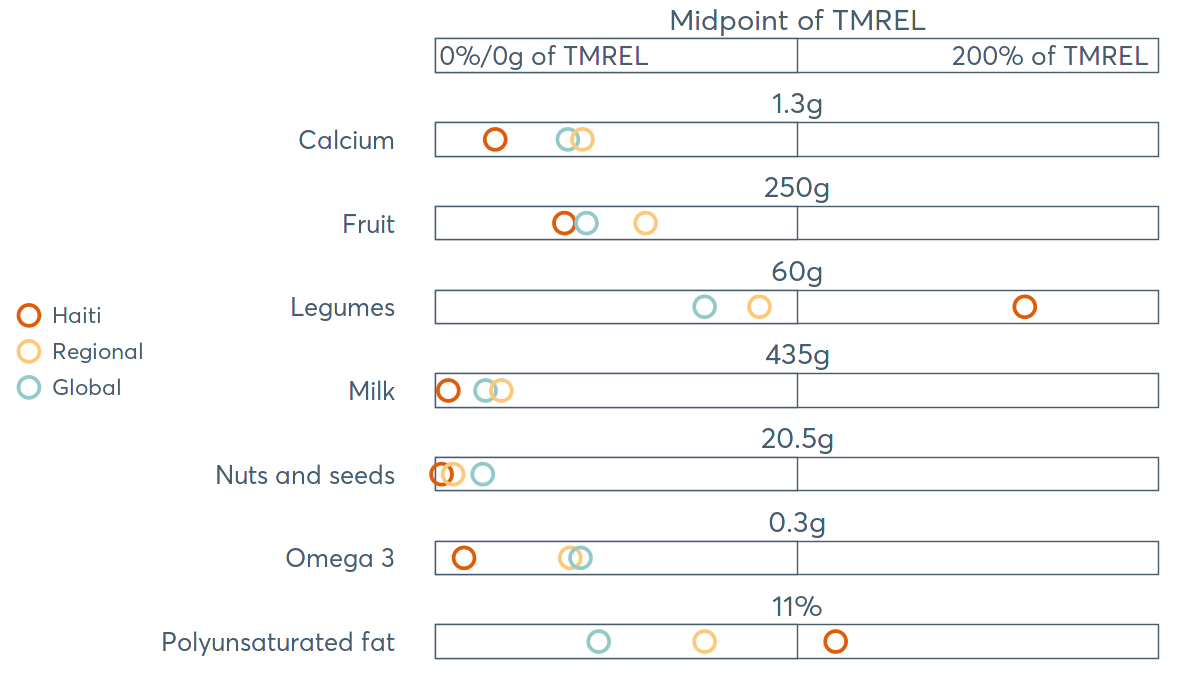 Midpoint of TMREL
0%/0g of TMREL 200% of TMREL
1.3g
Calcium
250g
Fruit
60g
Legumes
435g
Milk
20.5g
Nuts and seeds
0.3g
Omega 3
11%
Polyunsaturated fat
Haiti
Regional
Global